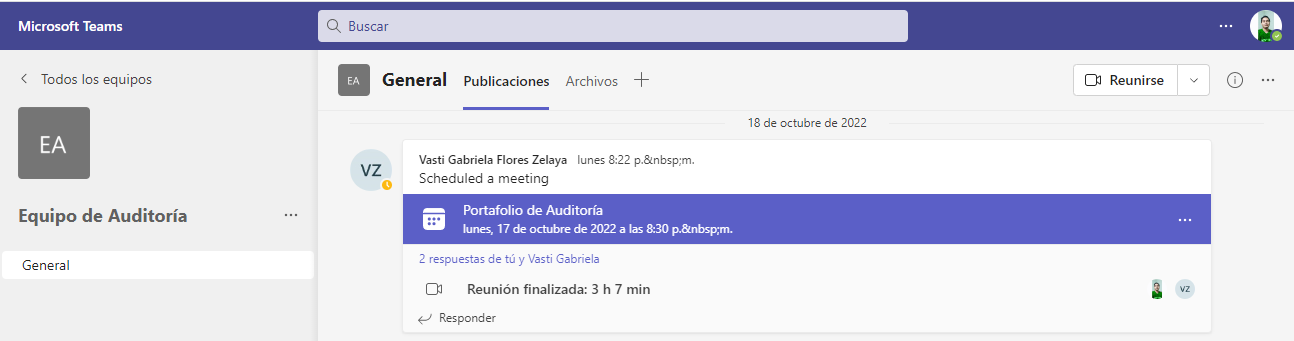 Microsoft Teams
Buscar
Todos los equipos
EA
Equipo de Auditoría
General
EA
General Publicaciones Archivos
Reunirse
18 de octubre de 2022
VZ
Vasti Gabriela Flores Zelaya lunes 8:22 p.&nbsp;m.
Scheduled a meeting
Portafolio de Auditoría
lunes, 17 de octubre de 2022 a las 8:30 p.&nbsp;m.
2 respuestas de tú y Vasti Gabriela
Reunión finalizada: 3 h 7 min
VZ
Responder